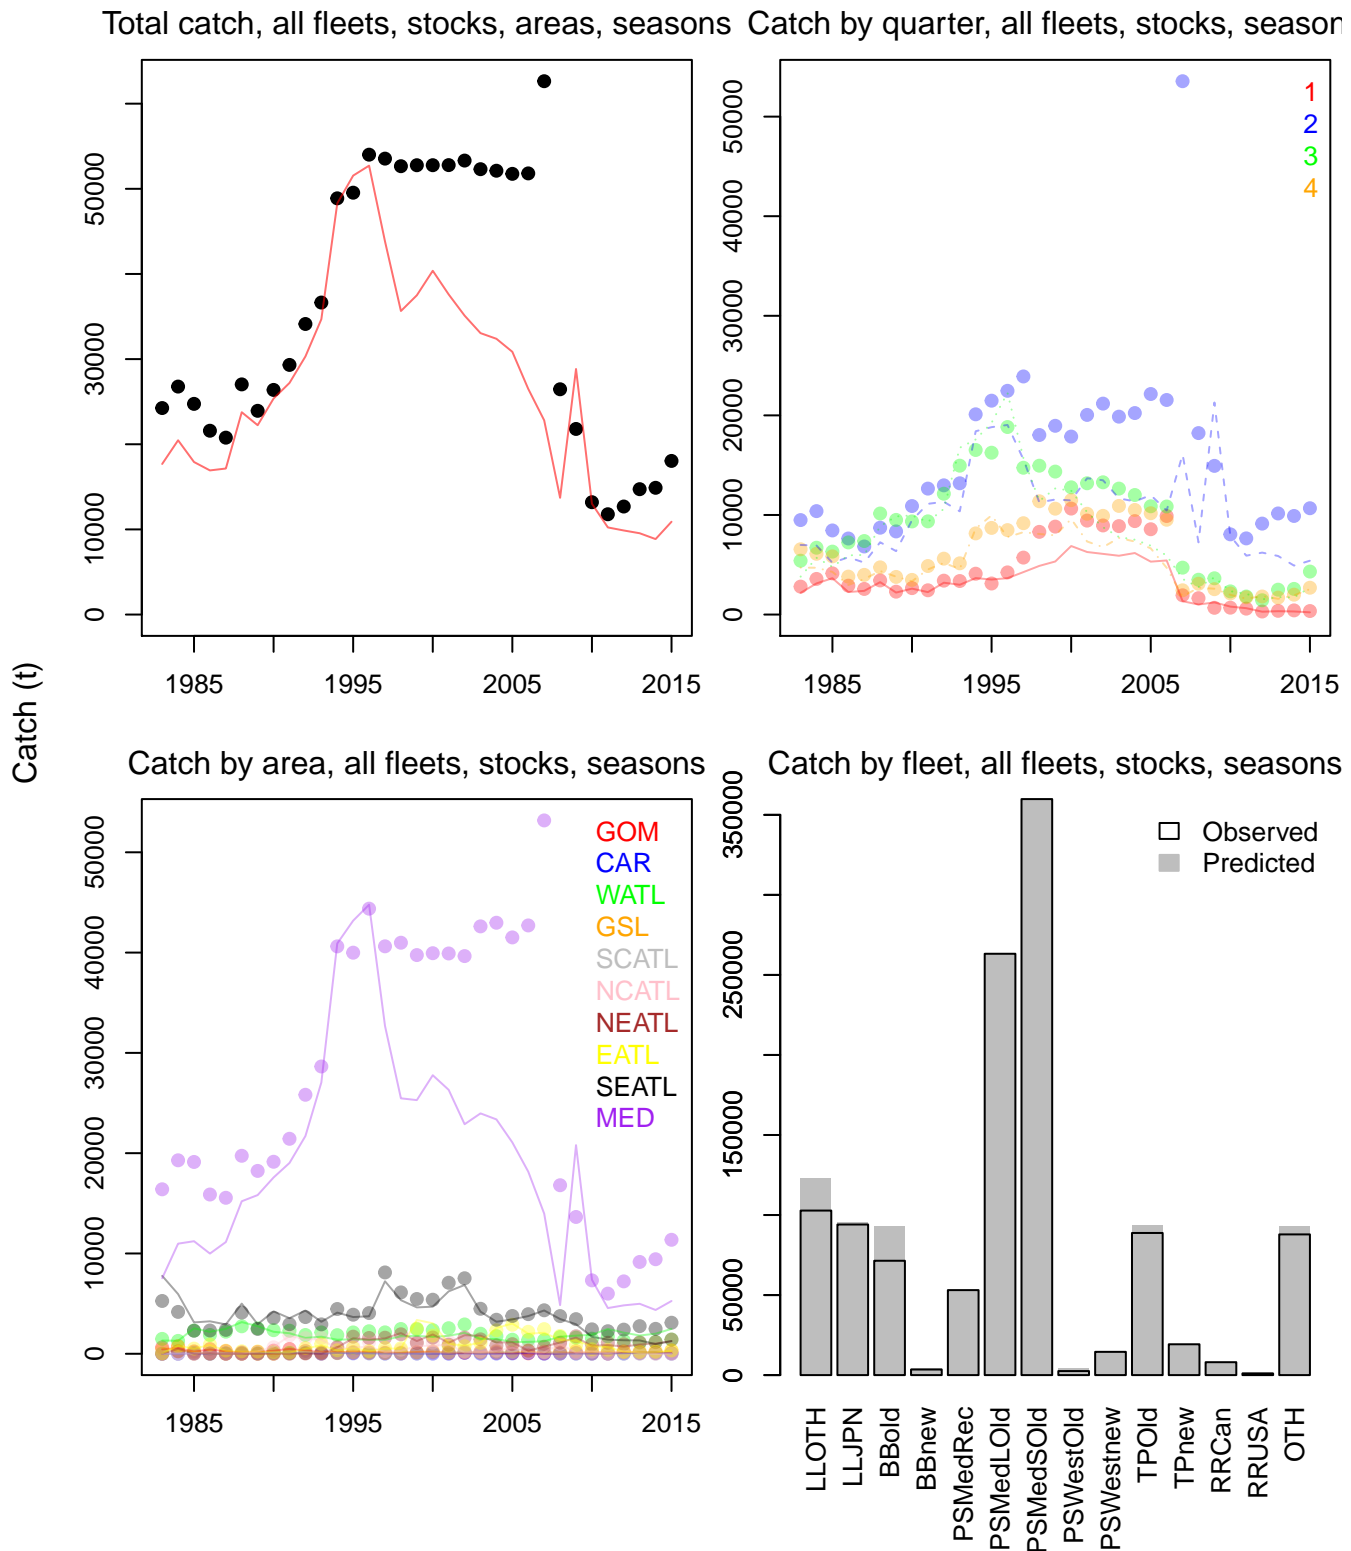 Total catch, all fleets, stocks, areas, seasons
Catch by quarter, all fleets, stocks, season
Catch (t)
50000
30000
10000
0
1985
1995
2005
2015
50000
40000
30000
20000
10000
0
1
2
3
4
1985
1995
2005
2015
Catch by area, all fleets, stocks, seasons
50000
40000
30000
20000
10000
0
GOM
CAR
WATL
GSL
SCATL
NCATL
NEATL
EATL
SEATL
MED
1985
1995
2005
2015
Catch by fleet, all fleets, stocks, seasons
350000
250000
150000
50000
0
Observed
Predicted
LLOTH
LLJPN
BBold
BBnew
PSMedRec
PSMedLOld
PSMedSOld
PSWestOld
PSWestnew
TPOld
TPnew
RRCan
RRUSA
OTH